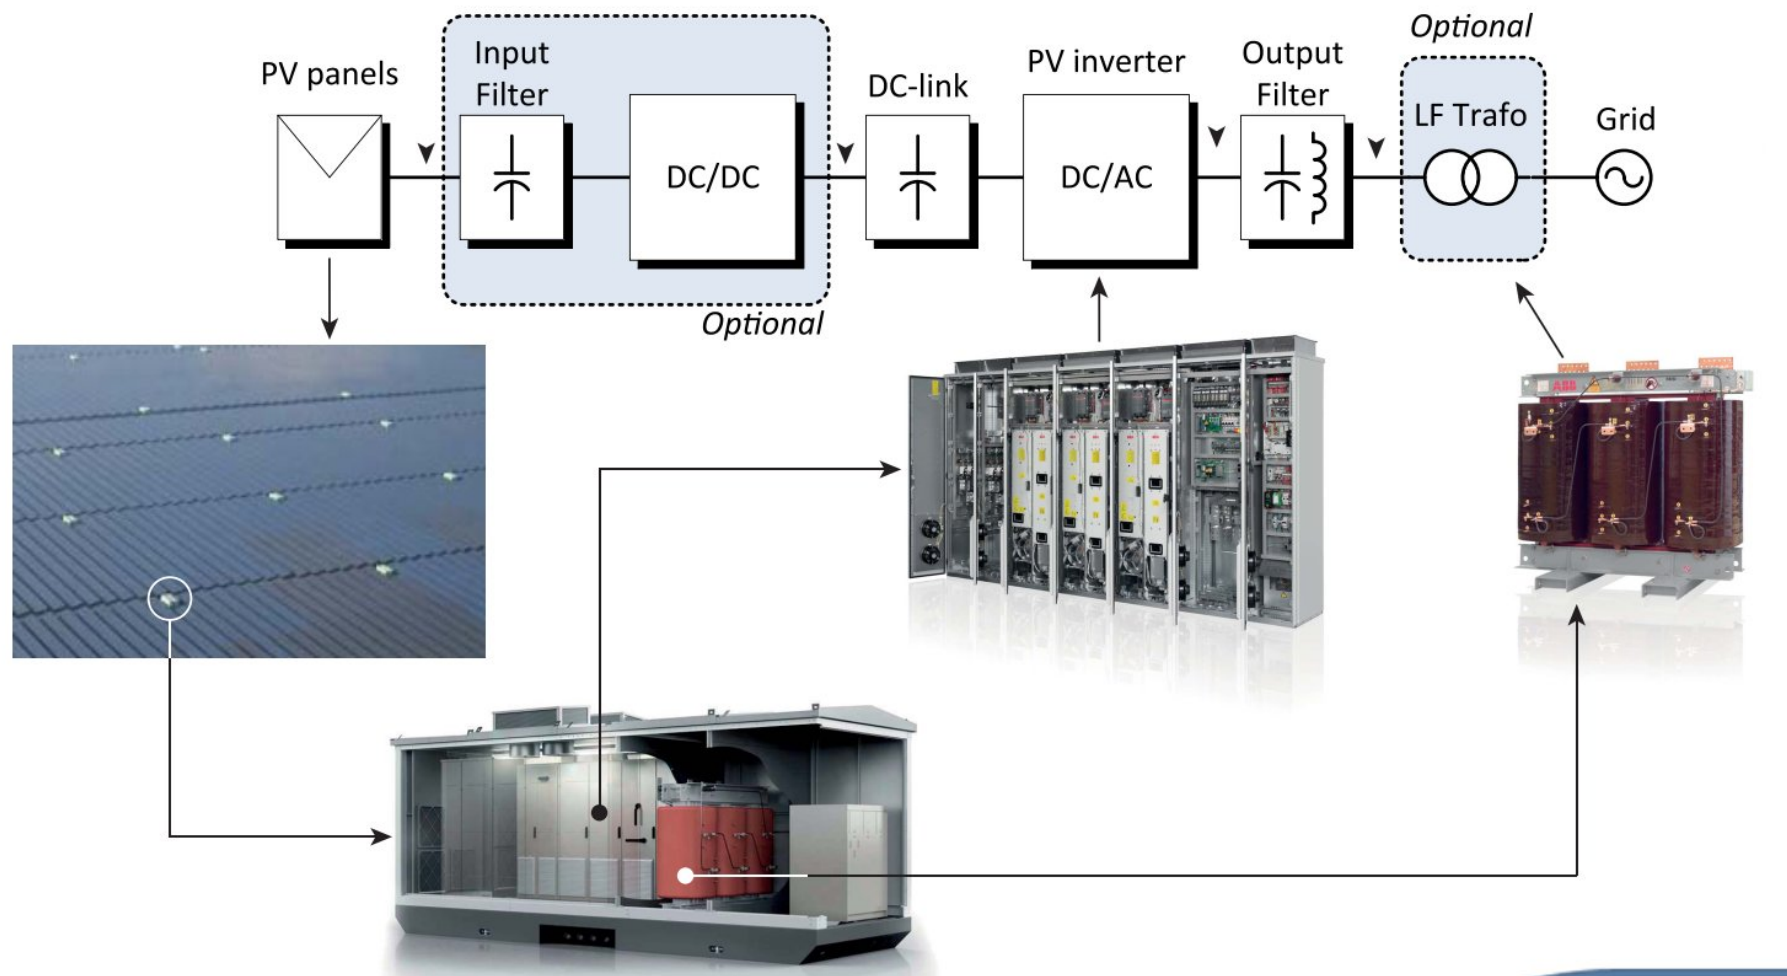 Optional
Input
Filter
PV panels
DC-link
PV inverter
Output
Filter
LF Trafo
Grid
DC/DC
DC/AC
Optional
ABB